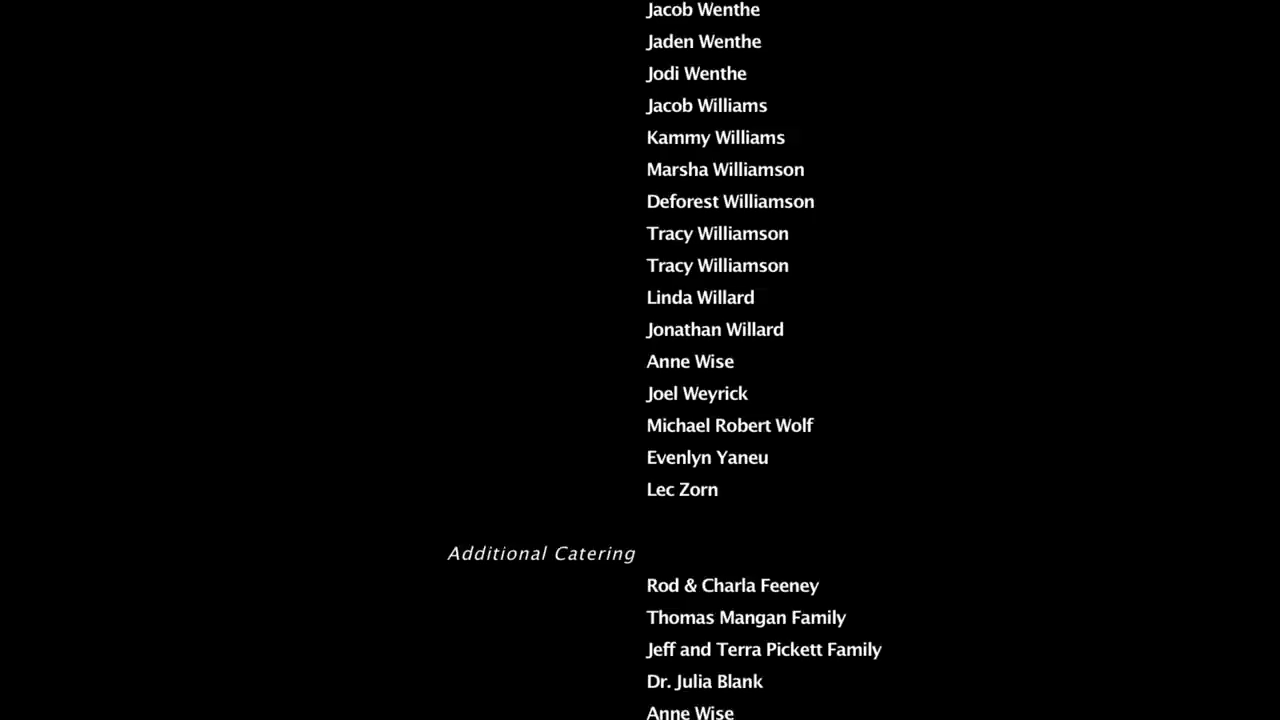 Jacob Wenthe
Jaden Wenthe
Jodi Wenthe
Jacob Williams
Kammy Williams
Marsha Williamson
Deforest Williamson
Tracy Williamson
Tracy Williamson
Linda Willard
Jonathan Willard
Anne Wise
Joel Weyrick
Michael Robert Wolf
Evenlyn Yaneu
Lec Zorn
Additional Catering
Rod & Charla Feeney
Thomas Mangan Family
Jeff and Terra Pickett Family
Dr. Julia Blank
Anne Wise